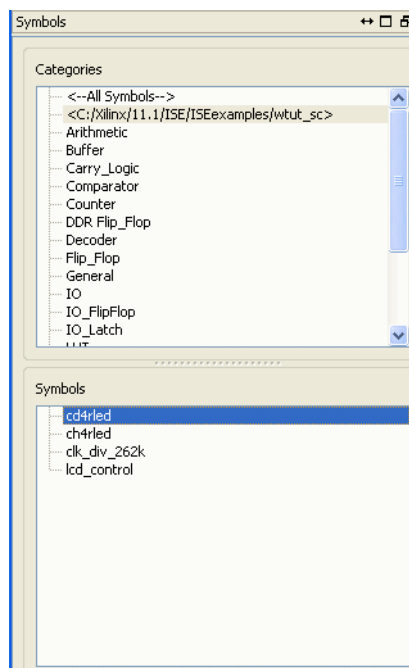 Symbols
Categories
<--All Symbols-->
<C:/Xilinx/11.1/ISE/ISEexamples/wtut_sc>
Arithmetic
Buffer
Carry_Logic
Comparator
Counter
DDR Flip_Flop
Decoder
Flip_Flop
General
IO
IO_FlipFlop
IO_Latch
LUT
Symbols
cd4rled
ch4rled
clk_div_262k
lcd_control